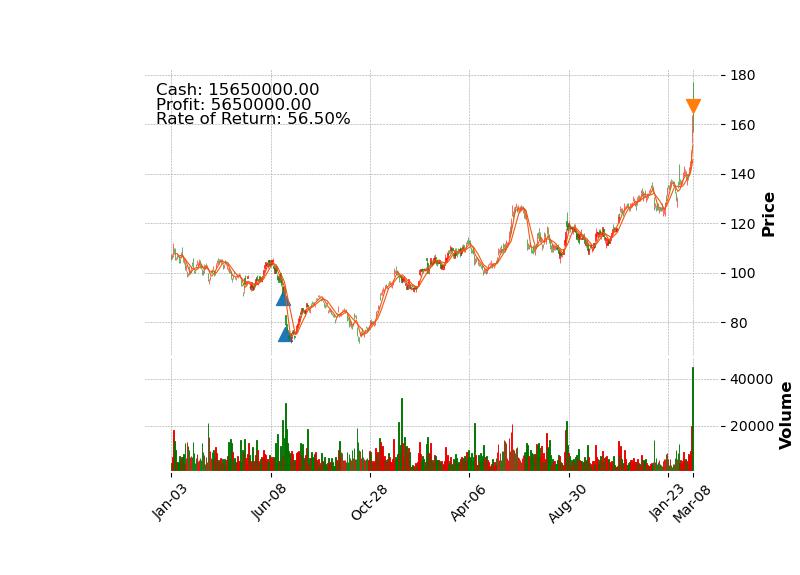 Cash: 15650000.00
Profit: 5650000.00
Rate of Return: 56.50%
180
160
140
120
100
80
Price
40000
20000
Volume
Jan-03
Jun-08
Oct-28
Apr-06
Aug-30
Jan-23
Mar-08